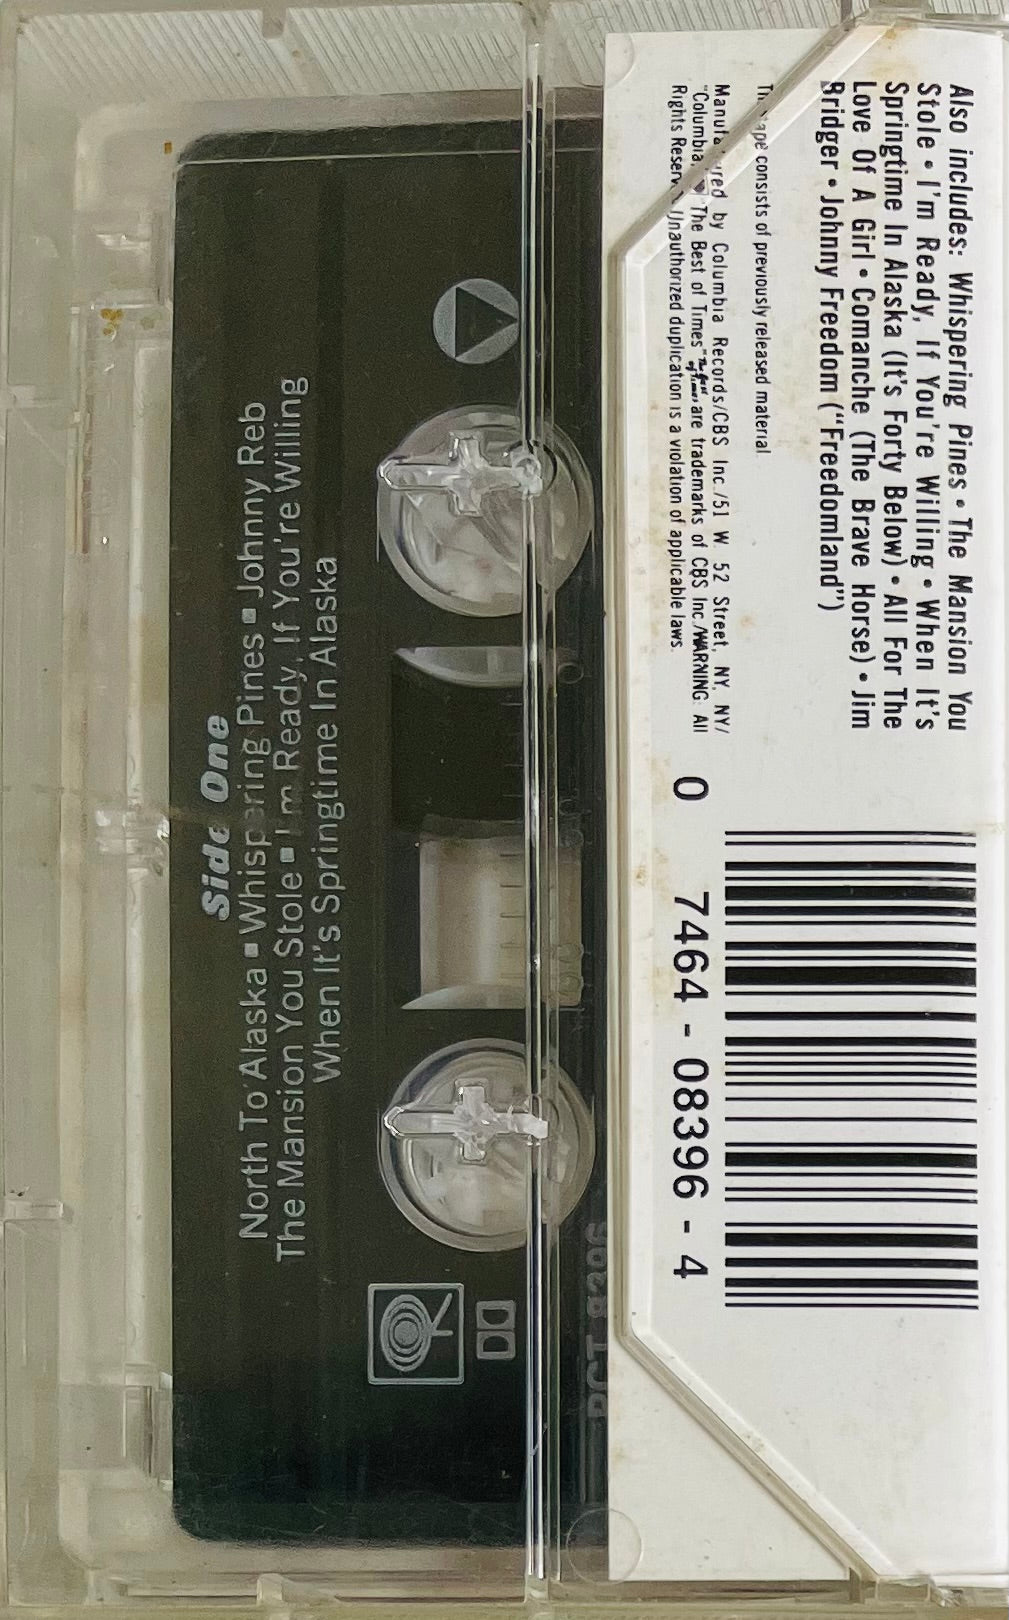 Also includes: Whispering Pines • The Mansion You
Stole • I'm Ready, If You're Willing • When It's
Springtime In Alaska (It's Forty Below) • All For The
Love Of A Girl • Comanche (The Brave Horse) • Jim
Bridger • Johnny Freedom ("Freedomland")
consists of previously released material
by Columbia Records/CBS Inc./51 W. 52 Street, NY, NY/
"Columbia," "The Best of Times" are trademarks of CBS Inc./WARNING: All
Rights Unauthorized duplication is a violation of applicable laws.
0 7464 - 08396 - 4
Side One
North To Alaska ▪ Whispering Pines ▪ Johnny Reb
The Mansion You Stole ▪ I'm Ready, If You're Willing
When It's Springtime In Alaska